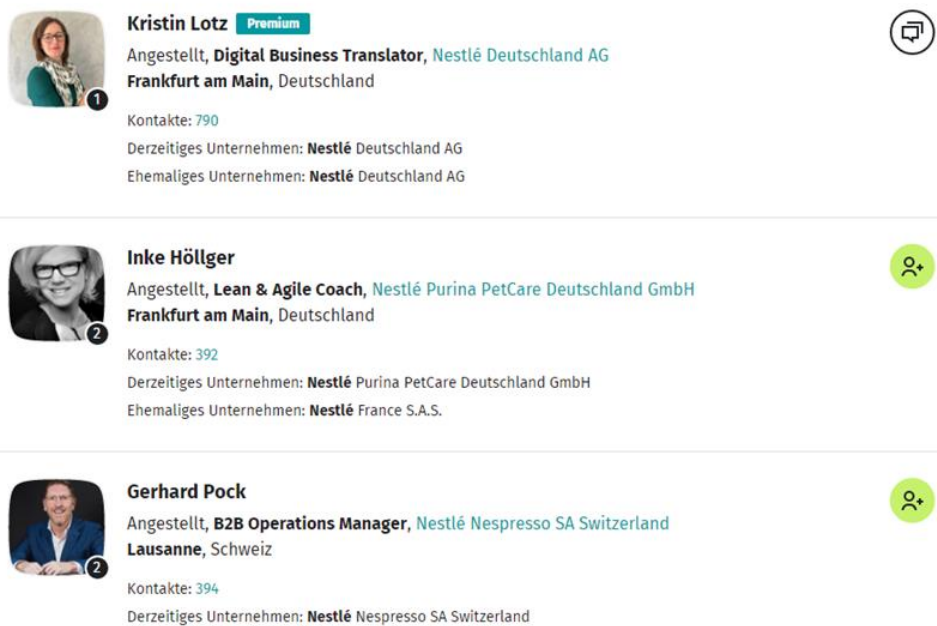 Kristin Lotz Premium
Angestellt, Digital Business Translator, Nestlé Deutschland AG
Frankfurt am Main, Deutschland
1
Kontakte: 790
Derzeitiges Unternehmen: Nestlé Deutschland AG
Ehemaliges Unternehmen: Nestlé Deutschland AG
Inke Höllger
Angestellt, Lean & Agile Coach, Nestlé Purina PetCare Deutschland GmbH
Frankfurt am Main, Deutschland
2
Kontakte: 392
Derzeitiges Unternehmen: Nestlé Purina PetCare Deutschland GmbH
Ehemaliges Unternehmen: Nestlé France S.A.S.
Gerhard Pock
Angestellt, B2B Operations Manager, Nestlé Nespresso SA Switzerland
Lausanne, Schweiz
2
Kontakte: 394
Derzeitiges Unternehmen: Nestlé Nespresso SA Switzerland